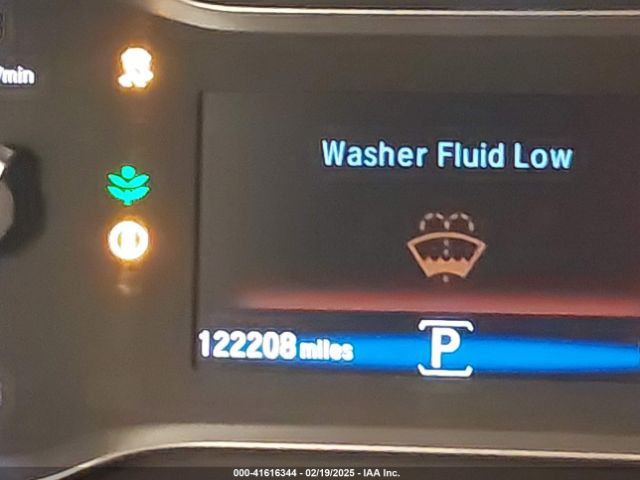 /min
Washer Fluid Low
122208 miles
P
000-41616344 - 02/19/2025 - IAA Inc.